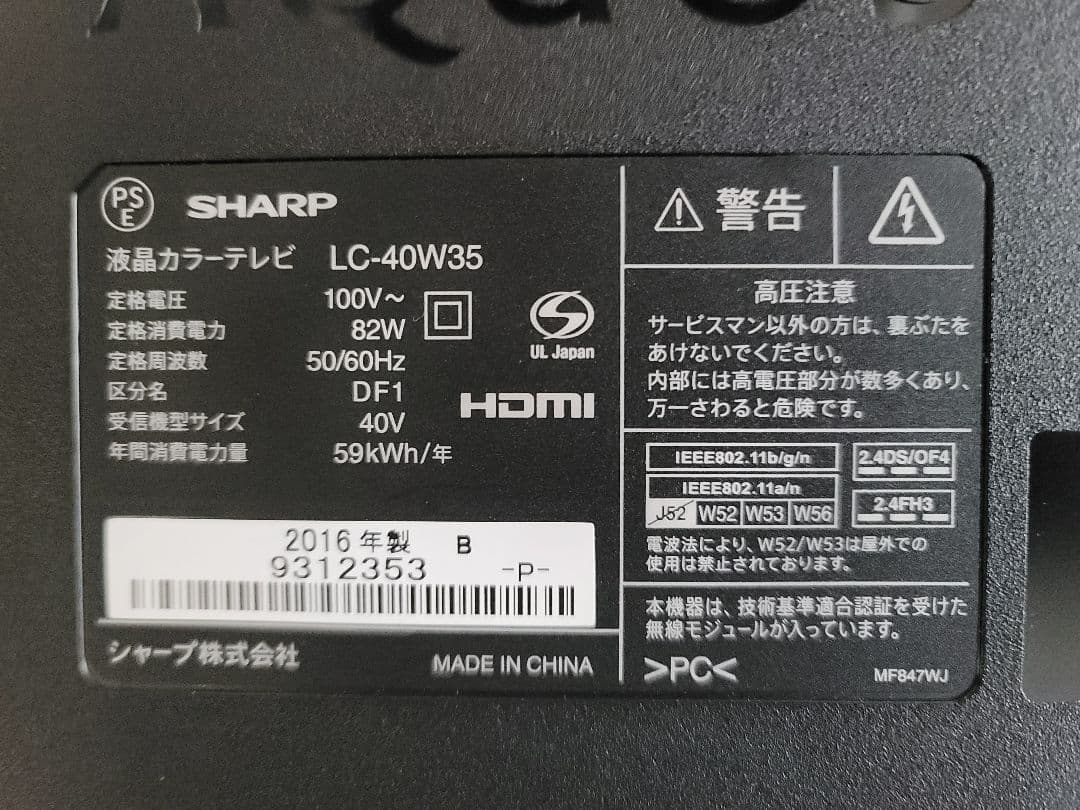 AQUOS
PS
E
SHARP
液晶カラーテレビ LC-40W35
定格電圧 100V～
定格消費電力 82W
定格周波数 50/60Hz
区分名 DF1
受信機型サイズ 40V
年間消費電力量 59kWh/年
UL Japan
HDMI
2016年製 B
9312353 -P-
シャープ株式会社 MADE IN CHINA
警告
高圧注意
サービスマン以外の方は、裏ぶたを
あけないでください。
内部には高電圧部分が数多くあり、
万一さわると危険です。
IEEE802.11b/g/n 2.4DS/OF4
IEEE802.11a/n
J52 W52 W53 W56 2.4FH3
電波法により、W52/W53は屋外での
使用は禁止されております。
本機器は、技術基準適合認証を受けた
無線モジュールが入っています。
>PC< MF847WJ